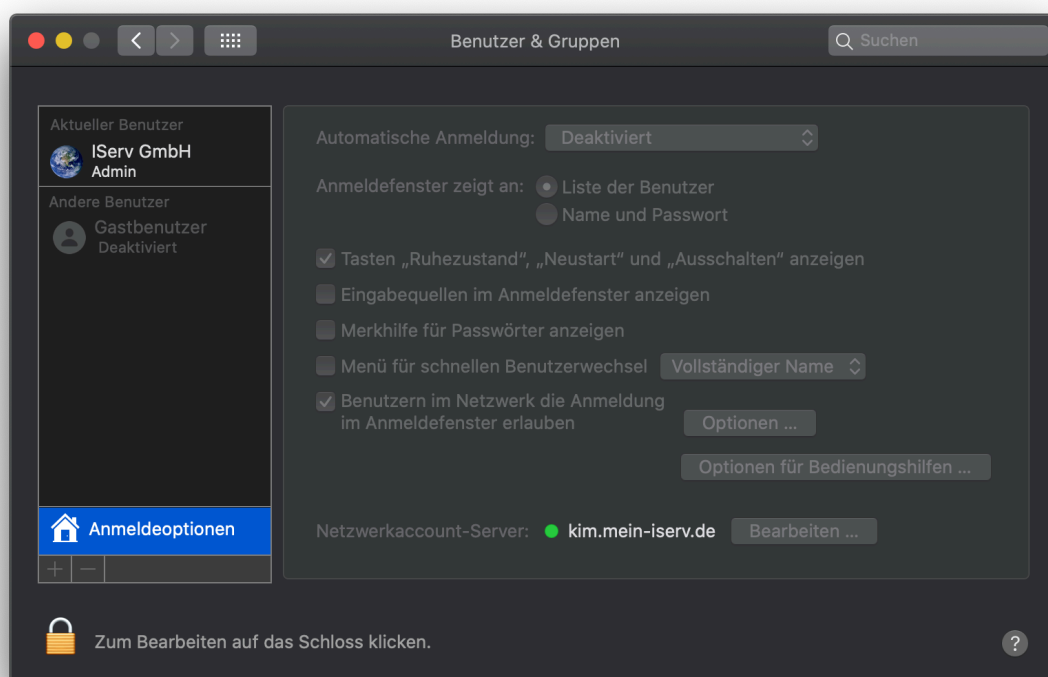 Benutzer & Gruppen
Suchen
Aktueller Benutzer
IServ GmbH
Admin
Andere Benutzer
Gastbenutzer
Deaktiviert
Anmeldeoptionen
Automatische Anmeldung: Deaktiviert
Anmeldefenster zeigt an: Liste der Benutzer
Name und Passwort
Tasten „Ruhezustand“, „Neustart“ und „Ausschalten“ anzeigen
Eingabequellen im Anmeldefenster anzeigen
Merkhilfe für Passwörter anzeigen
Menü für schnellen Benutzerwechsel Vollständiger Name
Benutzern im Netzwerk die Anmeldung
im Anmeldefenster erlauben Optionen ...
Optionen für Bedienungshilfen ...
Netzwerkaccount-Server: kim.mein-iserv.de Bearbeiten ...
Zum Bearbeiten auf das Schloss klicken.
?